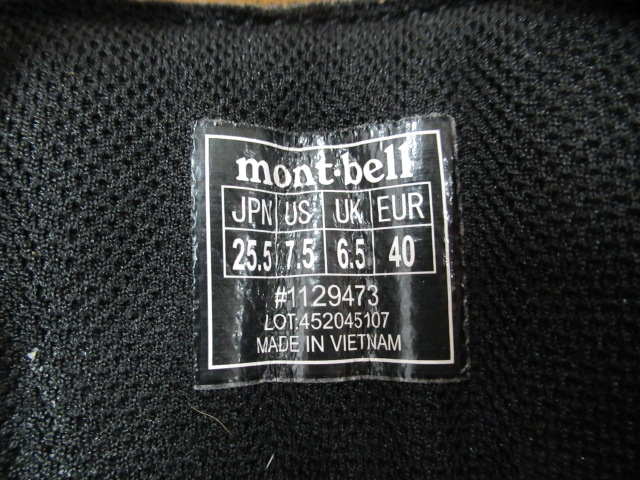 mont·bell
JPN US UK EUR
25.5 7.5 6.5 40
#1129473
LOT:452045107
MADE IN VIETNAM